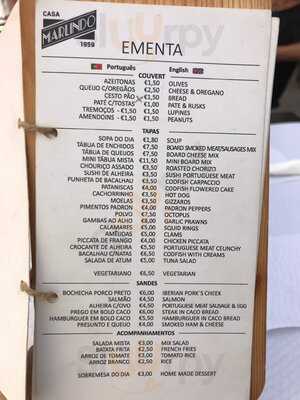 CASA
MARLINDO
1959
EMENTA
Português English
COUVERT
AZEITONAS €1,50 OLIVES
QUEIJO C/OREGÃOS €2,50 CHEESE & OREGANO
CESTO PÃO €1,50 BREAD
PATÉ C/TOSTAS €1,00 PATE & RUSKS
TREMOÇOS €1,50 LUPINES
AMENDOINS €1,50 PEANUTS
TAPAS
SOPA DO DIA €1,80 SOUP
TÁBUA DE ENCHIDOS €7,50 BOARD SMOKED MEAT/SAUSAGES MIX
TÁBUA DE QUEIJOS €7,50 BOARD CHEESE MIX
MINI TÁBUA MISTA €11,50 BOARD MINI MIX
CHOURIÇO ASSADO €3,50 ROASTED CHORIZO
SUSHI DE ALHEIRA €3,50 SUSHI PORTUGUESE MEAT
PUNHETA DE BACALHAU €3,50 CODFISH CARPACCIO
PATANISCAS €4,00 CODFISH FLOWERED CAKE
CACHORRINHO €3,50 HOT DOG
MOELAS €3,50 GIZZARDS
PIMENTOS PADRON €4,00 PADRON PEPPERS
POLVO €7,50 OCTOPUS
GAMBAS AO ALHO €8,00 GARLIC PRAWNS
CALAMARES €5,00 SQUID RINGS
AMÊIJOAS €5,00 CLAMS
PICCATA DE FRANGO €4,00 CHICKEN PICCATA
CROCANTE DE ALHEIRA €5,50 PORTUGUESE MEAT CRUNCHY
BACALHAU C/NATAS €6,50 CODFISH WITH CREAMS
SALADA DE ATUM €5,00 TUNA SALAD
VEGETARIANO €6,50 VEGETARIAN
SANDES
BOCHECHA PORCO PRETO €6,00 IBERIAN PORK'S CHEEK
SALMÃO €4,50 SALMON
ALHEIRA C/OVO €4,50 PORTUGUESE MEAT SAUSAGE & EGG
PREGO EM BOLO CACO €6,00 STEAK IN CACO BREAD
HAMBURGUER EM BOLO CACO €5,50 HAMBURGUER IN CACO BREAD
PRESUNTO E QUEIJO €4,00 SMOKED HAM & CHEESE
ACOMPANHAMENTOS
SALADA MISTA €3,00 MIX SALAD
BATATA FRITA €2,50 FRENCH FRIES
ARROZ DE TOMATE €3,00 TOMATO RICE
ARROZ BRANCO €2,50 RICE
SOBREMESA DO DIA €3,00 HOME MADE DESSERT